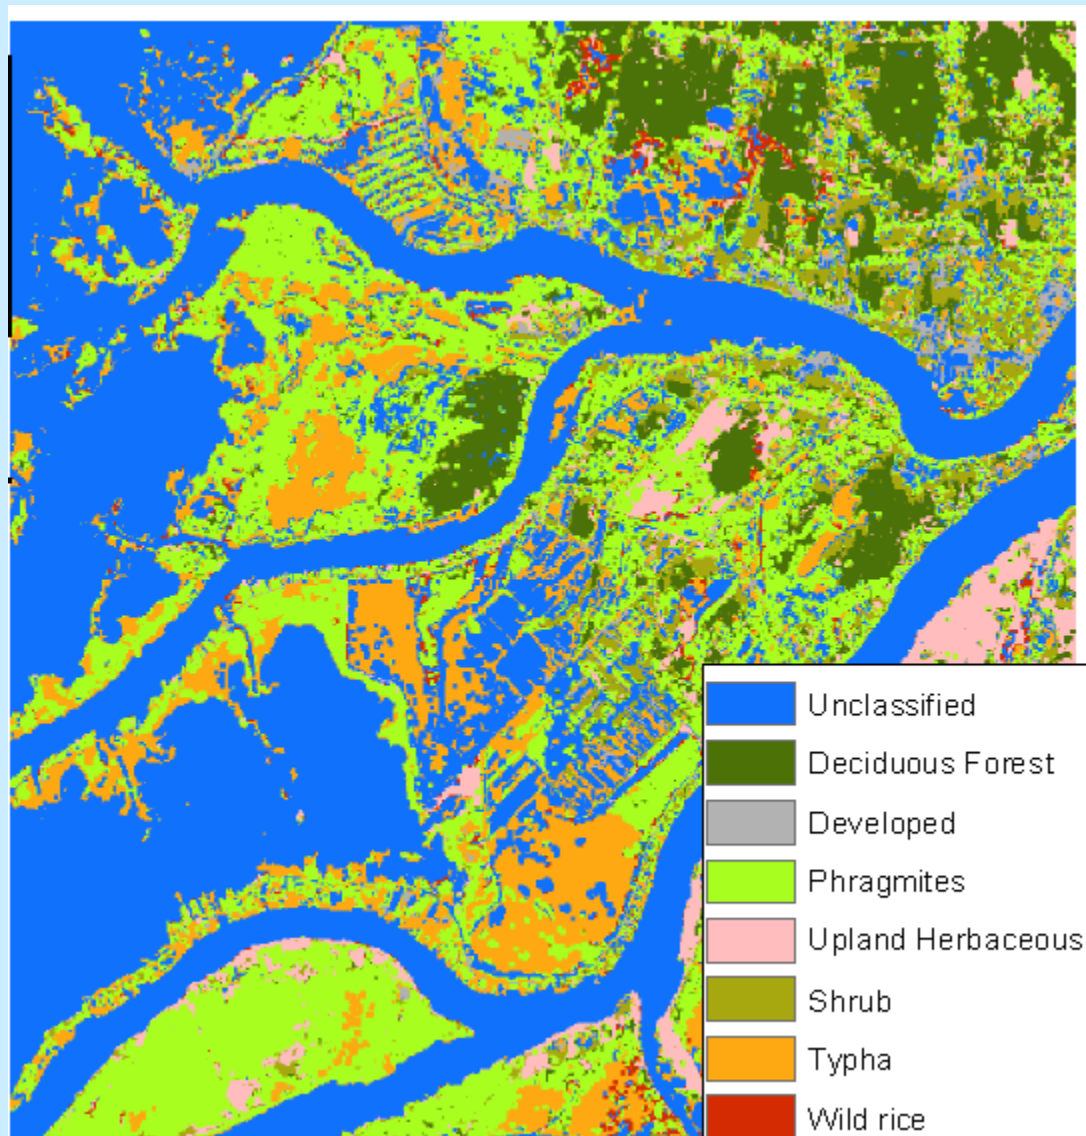 Unclassified
Deciduous Forest
Developed
Phragmites
Upland Herbaceous
Shrub
Typha
Wild rice